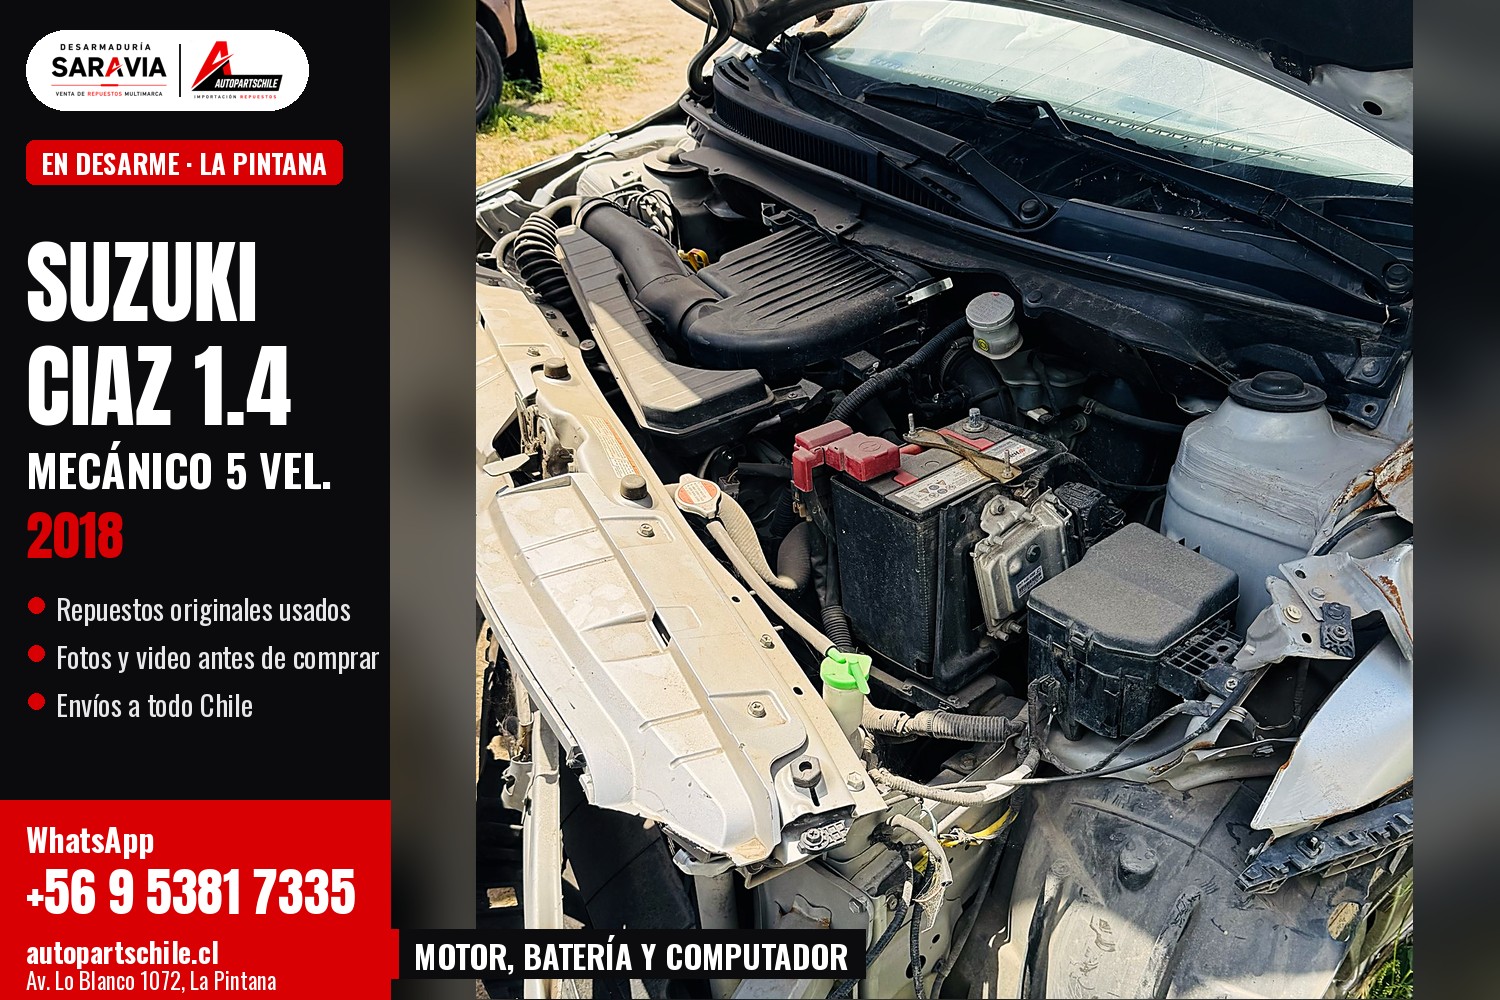 DESARMADURÍA
SARAVIA
VENTA DE REPUESTOS MULTIMARCA
AUTOPARTSCHILE
IMPORTACIÓN REPUESTOS
EN DESARME · LA PINTANA
SUZUKI
CIAZ 1.4
MECÁNICO 5 VEL.
2018
Repuestos originales usados
Fotos y video antes de comprar
Envíos a todo Chile
WhatsApp
+56 9 5381 7335
autopartschile.cl
Av. Lo Blanco 1072, La Pintana
MOTOR, BATERÍA Y COMPUTADOR